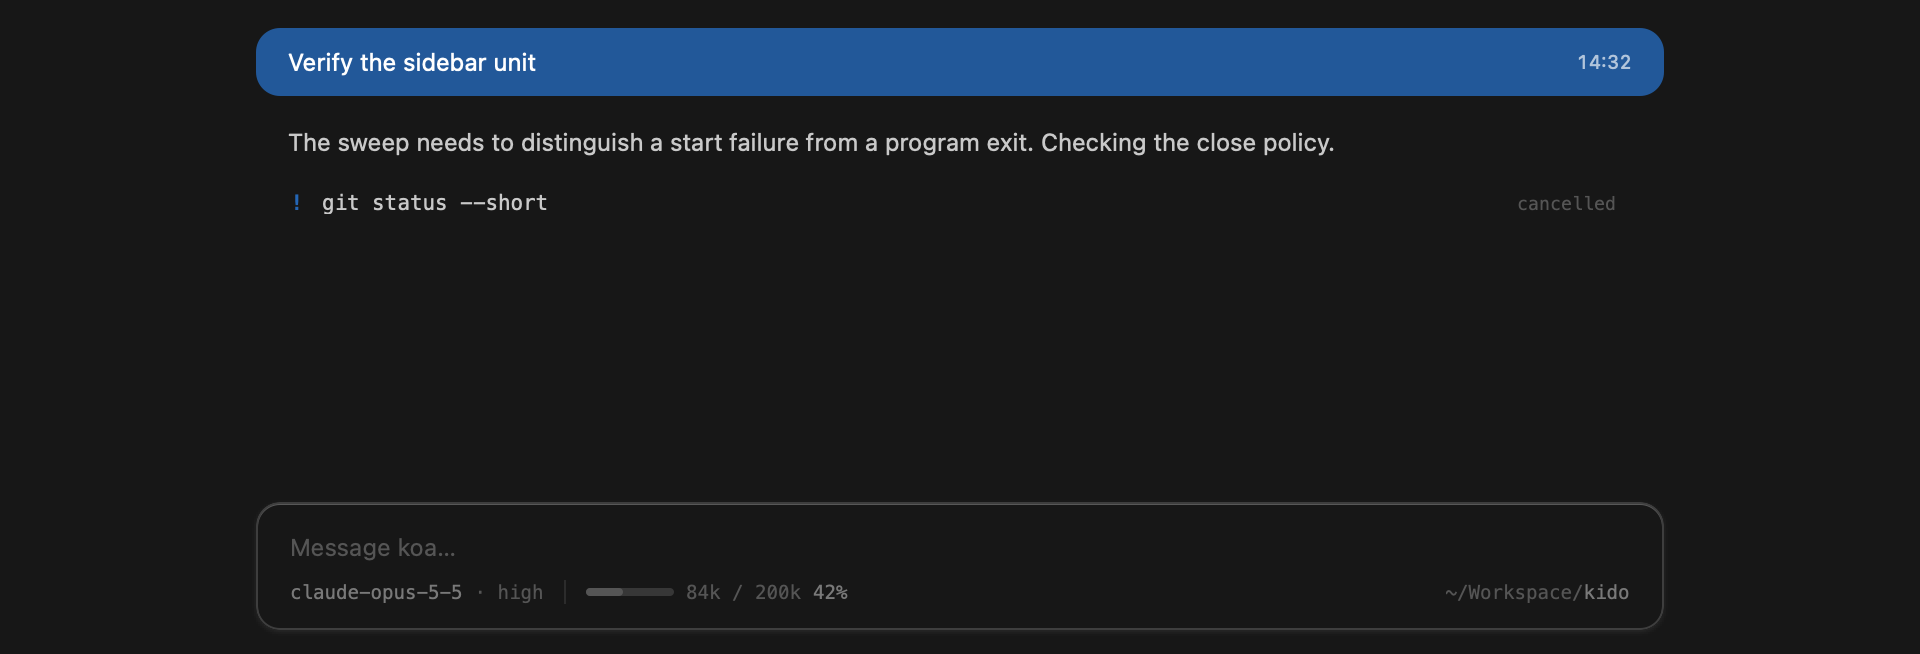 Verify the sidebar unit 14:32
The sweep needs to distinguish a start failure from a program exit. Checking the close policy.
! git status --short cancelled
Message koa...
claude-opus-5-5 · high 84k / 200k 42% ~/Workspace/kido